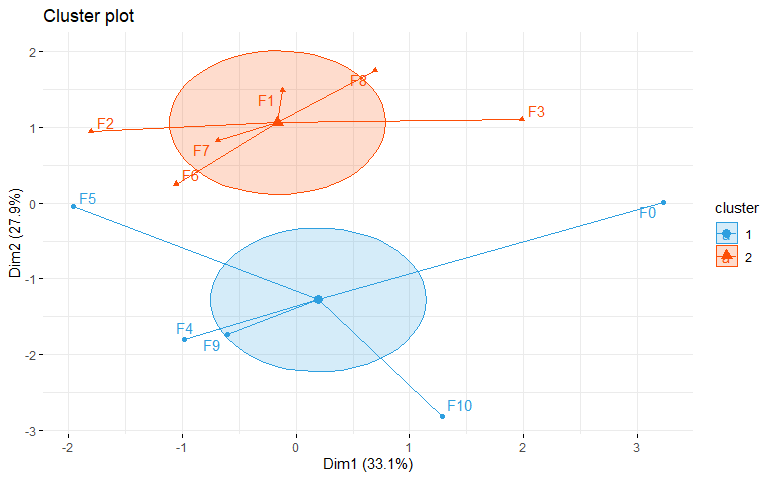 Cluster plot
2
1
0
-1
-2
-3
Dim2 (27.9%)
F8
F1
F3
F2
F7
F6
F5
F0
F4
F9
F10
-2
-1
0
1
2
3
Dim1 (33.1%)
cluster
a 1
a 2